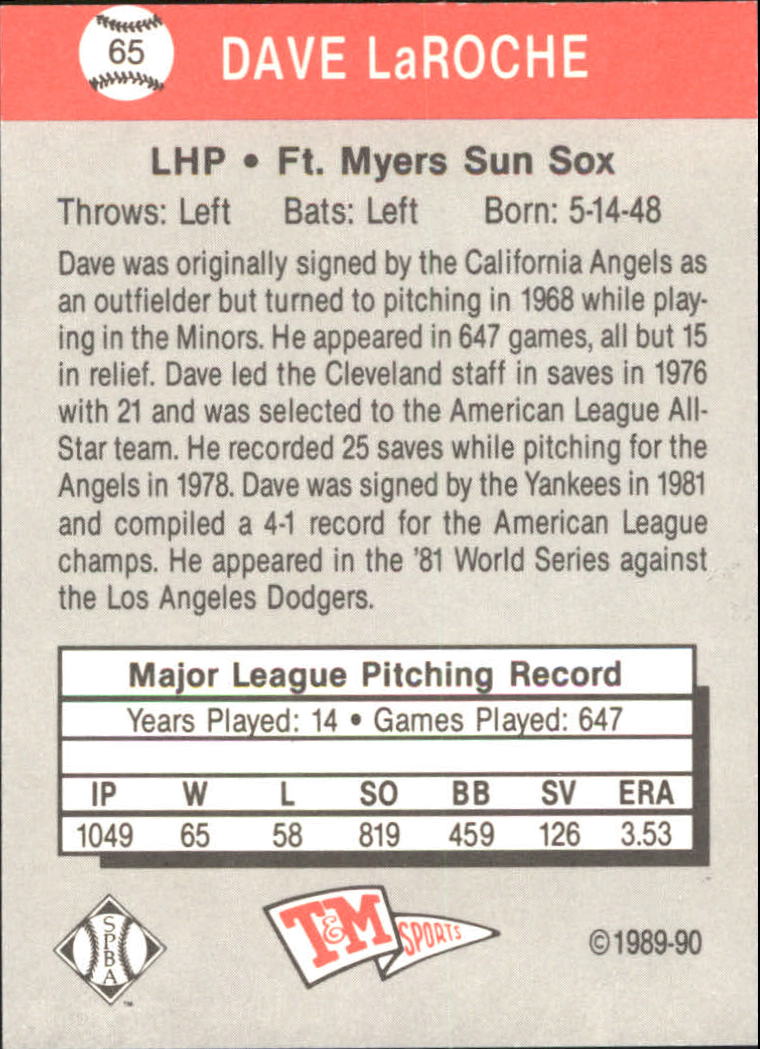 65
DAVE LaROCHE
LHP • Ft. Myers Sun Sox
Throws: Left Bats: Left Born: 5-14-48
Dave was originally signed by the California Angels as
an outfielder but turned to pitching in 1968 while play-
ing in the Minors. He appeared in 647 games, all but 15
in relief. Dave led the Cleveland staff in saves in 1976
with 21 and was selected to the American League All-
Star team. He recorded 25 saves while pitching for the
Angels in 1978. Dave was signed by the Yankees in 1981
and compiled a 4-1 record for the American League
champs. He appeared in the '81 World Series against
the Los Angeles Dodgers.
Major League Pitching Record
Years Played: 14 • Games Played: 647
IP W L SO BB SV ERA
1049 65 58 819 459 126 3.53
SPBA
™
T&M
SPORTS
©1989-90